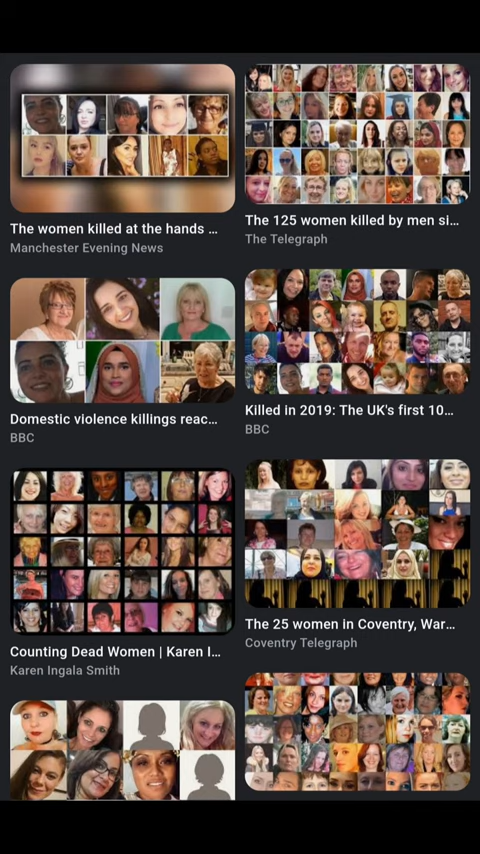 The women killed at the hands ...
Manchester Evening News
The 125 women killed by men si...
The Telegraph
Domestic violence killings reac...
BBC
Killed in 2019: The UK's first 10...
BBC
Counting Dead Women | Karen I...
Karen Ingala Smith
The 25 women in Coventry, War...
Coventry Telegraph